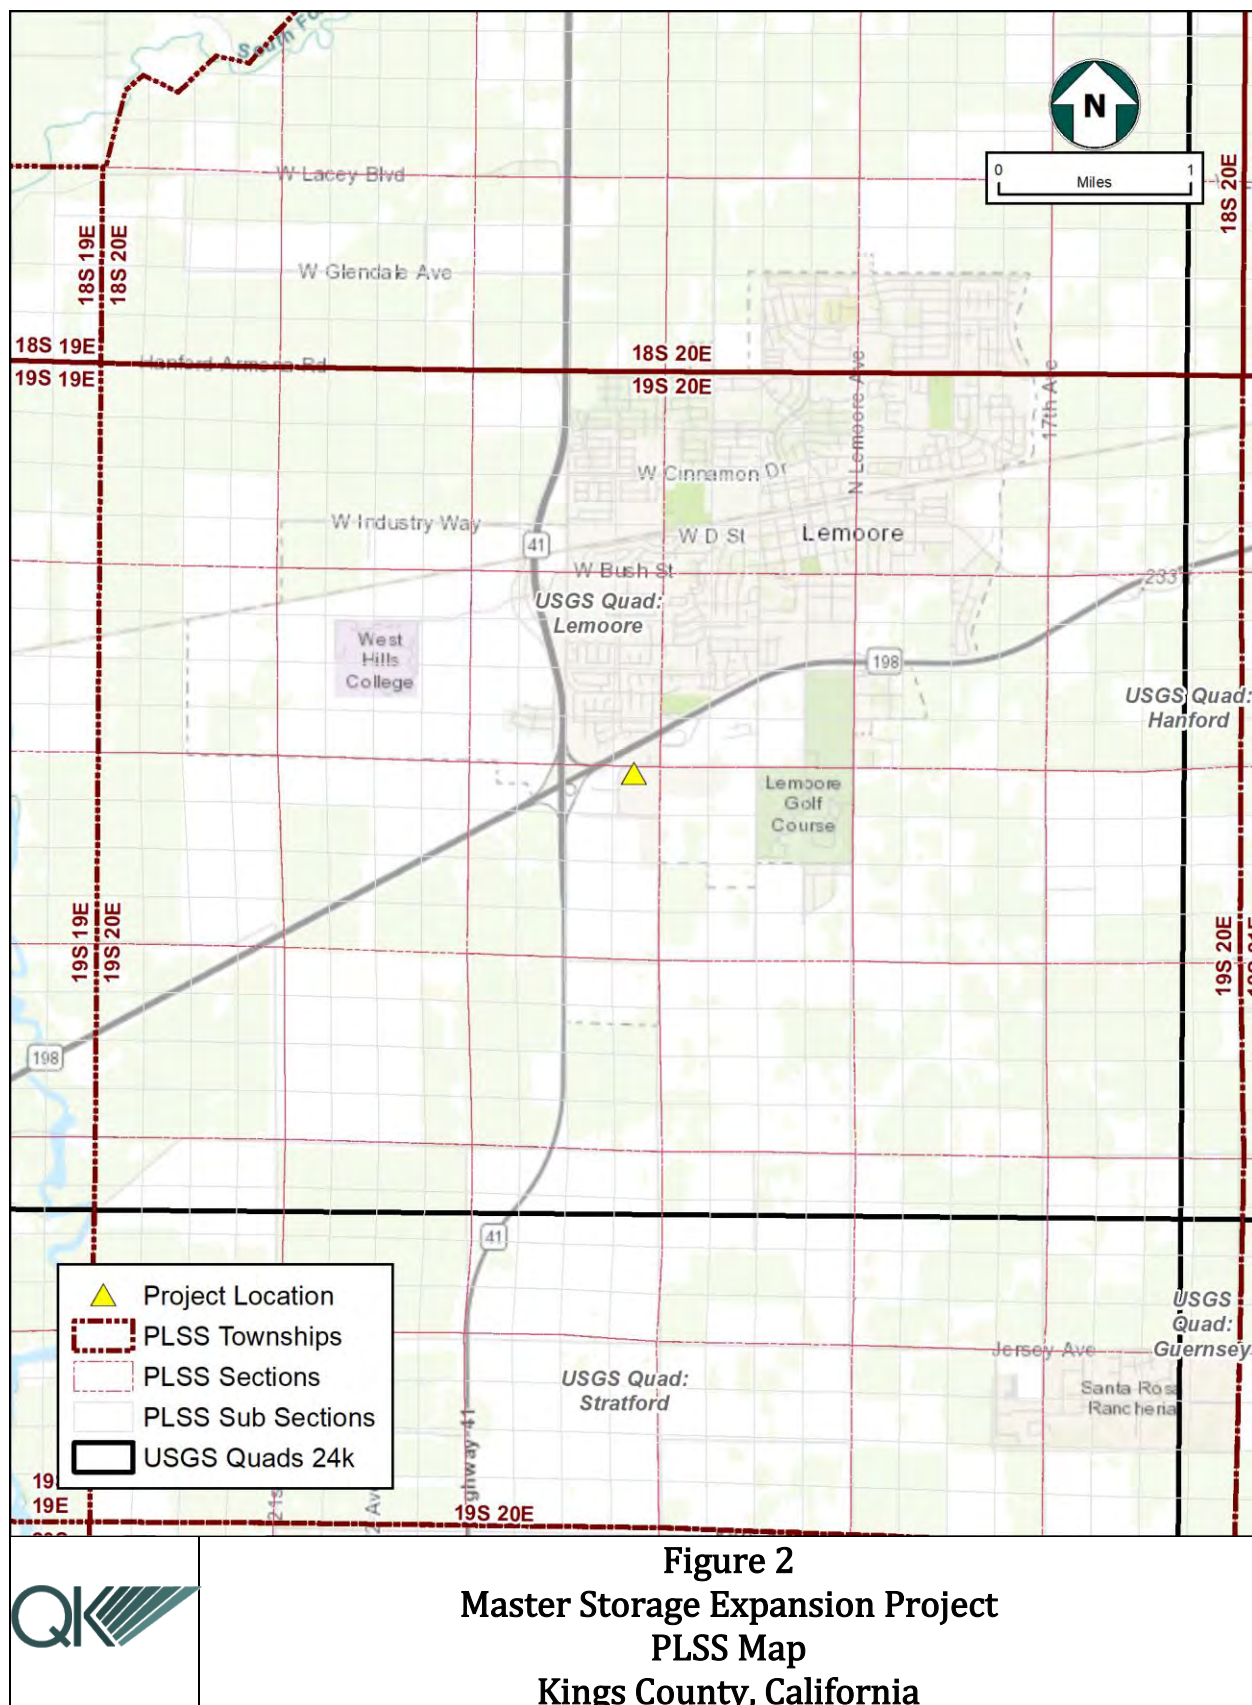 South Fo
N
0 1
Miles
W Lacey Blvd
18S 20E
18S 19E
18S 20E
W Glendale Ave
18S 19E
19S 19E
Hanford Armona Rd
18S 20E
19S 20E
N Lemoore Ave
17th Ave
W Cinnamon Dr
W Industry Way
41
W D St
Lemoore
W Bush St
233
USGS Quad:
Lemoore
West
Hills
College
198
USGS Quad:
Hanford
Lemoore
Golf
Course
19S 19E
19S 20E
19S 20E
198
41
USGS
Quad:
Guernsey
Jersey Ave
Santa Rosa
Rancheria
USGS Quad:
Stratford
Project Location
PLSS Townships
PLSS Sections
PLSS Sub Sections
USGS Quads 24k
19E
19S 20E
QK
Figure 2
Master Storage Expansion Project
PLSS Map
Kings County, California